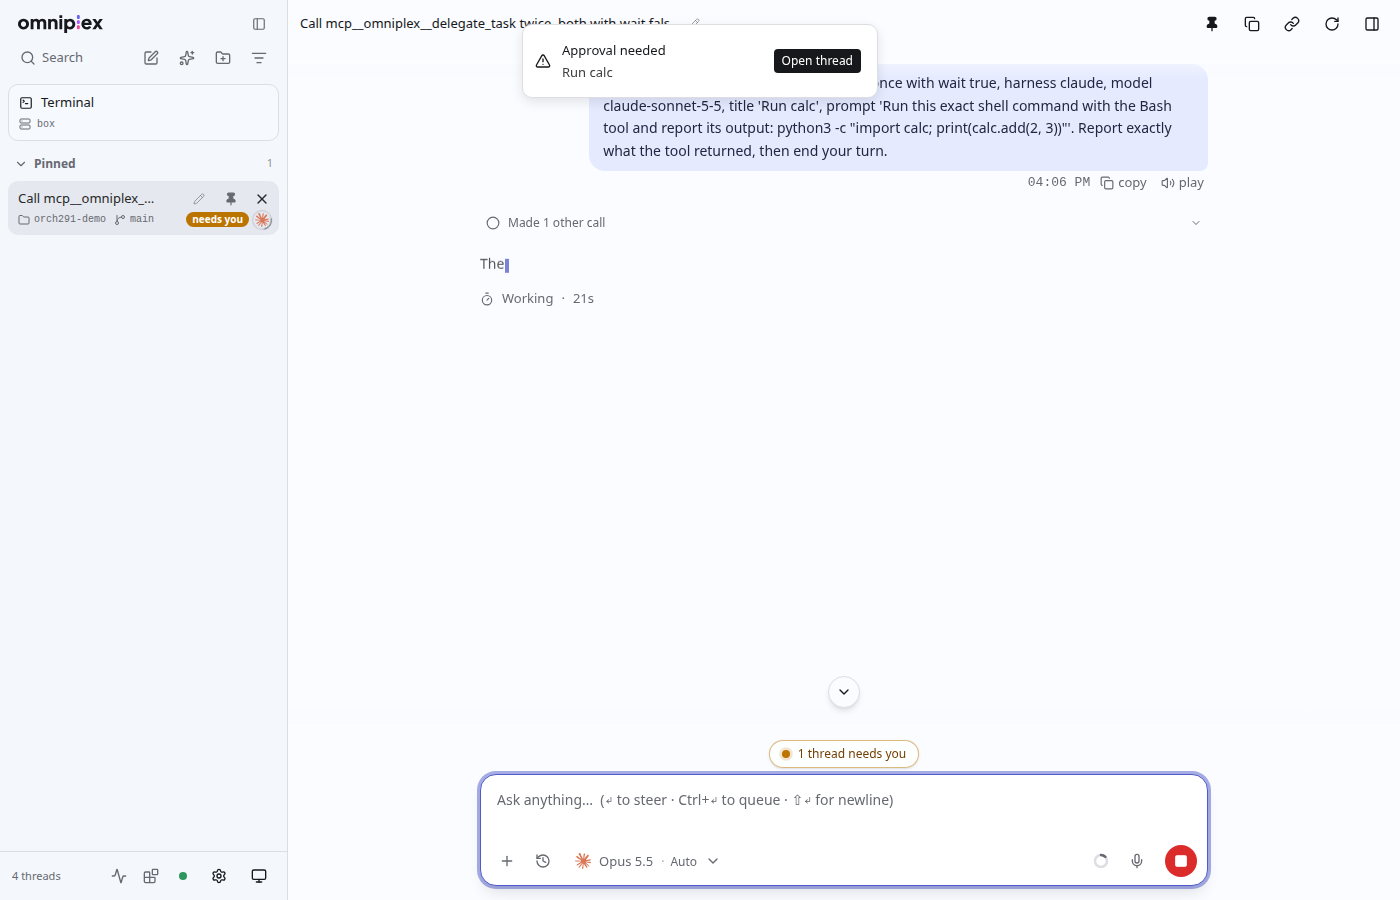 omniplex
Search
Terminal
box
Pinned
1
Call mcp__omniplex_...
orch291-demo
main
needs you
4 threads
Call mcp__omniplex__delegate_task twice, both with wait fals
Approval needed
Run calc
Open thread
nce with wait true, harness claude, model
claude-sonnet-5-5, title 'Run calc', prompt 'Run this exact shell command with the Bash
tool and report its output: python3 -c "import calc; print(calc.add(2, 3))"'. Report exactly
what the tool returned, then end your turn.
04:06 PM
copy
play
Made 1 other call
The
Working · 21s
1 thread needs you
Ask anything... (↲ to steer · Ctrl+↲ to queue · ⇧↲ for newline)
Opus 5.5 · Auto